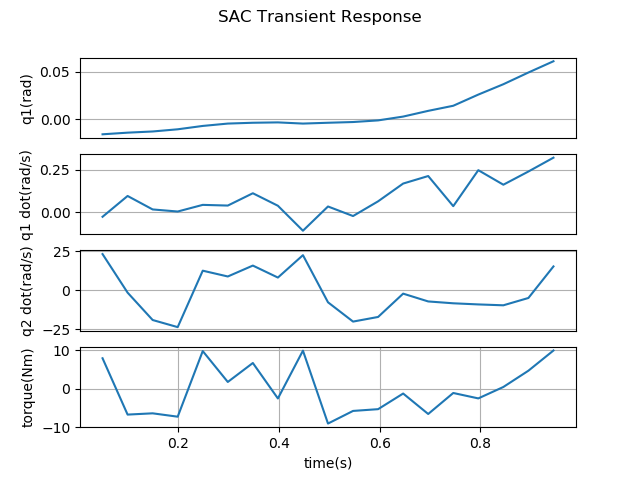 SAC Transient Response
q1(rad)
0.05
0.00
q1 dot(rad/s)
0.25
0.00
q2 dot(rad/s)
25
0
−25
torque(Nm)
10
0
−10
0.2 0.4 0.6 0.8
time(s)